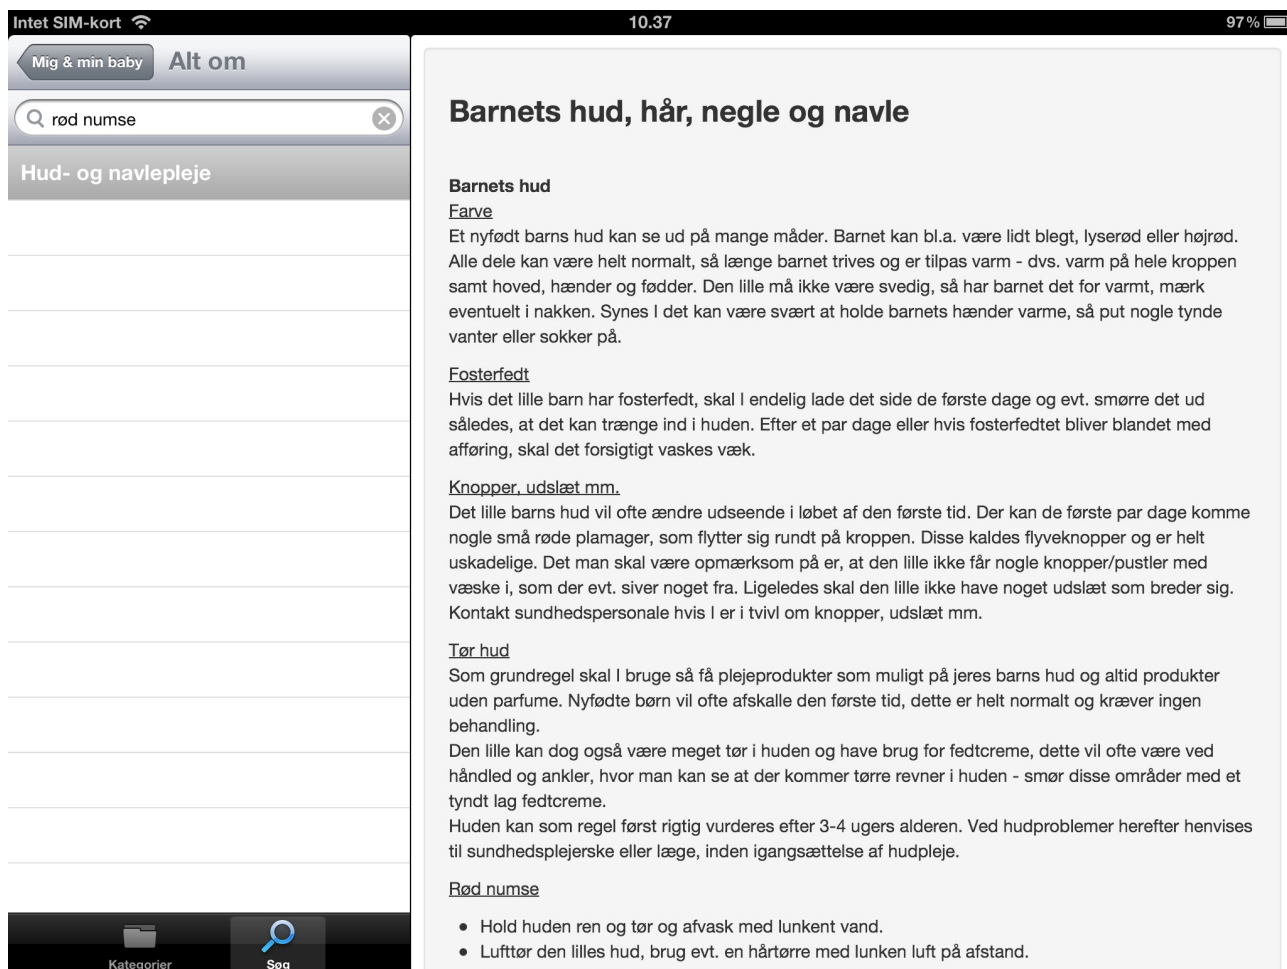 Intet SIM-kort
10.37
97%
Mig & min baby
Alt om
rød numse
Hud- og navlepleje
Kategorier
Søg
Barnets hud, hår, negle og navle
Barnets hud
Farve
Et nyfødt barns hud kan se ud på mange måder. Barnet kan bl.a. være lidt blegt, lyserød eller højrød.
Alle dele kan være helt normalt, så længe barnet trives og er tilpas varm - dvs. varm på hele kroppen
samt hoved, hænder og fødder. Den lille må ikke være svedig, så har barnet det for varmt, mærk
eventuelt i nakken. Synes I det kan være svært at holde barnets hænder varme, så put nogle tynde
vanter eller sokker på.
Fosterfedt
Hvis det lille barn har fosterfedt, skal I endelig lade det side de første dage og evt. smørre det ud
således, at det kan trænge ind i huden. Efter et par dage eller hvis fosterfedtet bliver blandet med
afføring, skal det forsigtigt vaskes væk.
Knopper, udslæt mm.
Det lille barns hud vil ofte ændre udseende i løbet af den første tid. Der kan de første par dage komme
nogle små røde plamager, som flytter sig rundt på kroppen. Disse kaldes flyveknopper og er helt
uskadelige. Det man skal være opmærksom på er, at den lille ikke får nogle knopper/pustler med
væske i, som der evt. siver noget fra. Ligeledes skal den lille ikke have noget udslæt som breder sig.
Kontakt sundhedspersonale hvis I er i tvivl om knopper, udslæt mm.
Tør hud
Som grundregel skal I bruge så få plejeprodukter som muligt på jeres barns hud og altid produkter
uden parfume. Nyfødte børn vil ofte afskalle den første tid, dette er helt normalt og kræver ingen
behandling.
Den lille kan dog også være meget tør i huden og have brug for fedtcreme, dette vil ofte være ved
håndled og ankler, hvor man kan se at der kommer tørre revner i huden - smør disse områder med et
tyndt lag fedtcreme.
Huden kan som regel først rigtig vurderes efter 3-4 ugers alderen. Ved hudproblemer herefter henvises
til sundhedsplejerske eller læge, inden igangsættelse af hudpleje.
Rød numse
• Hold huden ren og tør og afvask med lunkent vand.
• Lufttør den lilles hud, brug evt. en hårtørre med lunken luft på afstand.